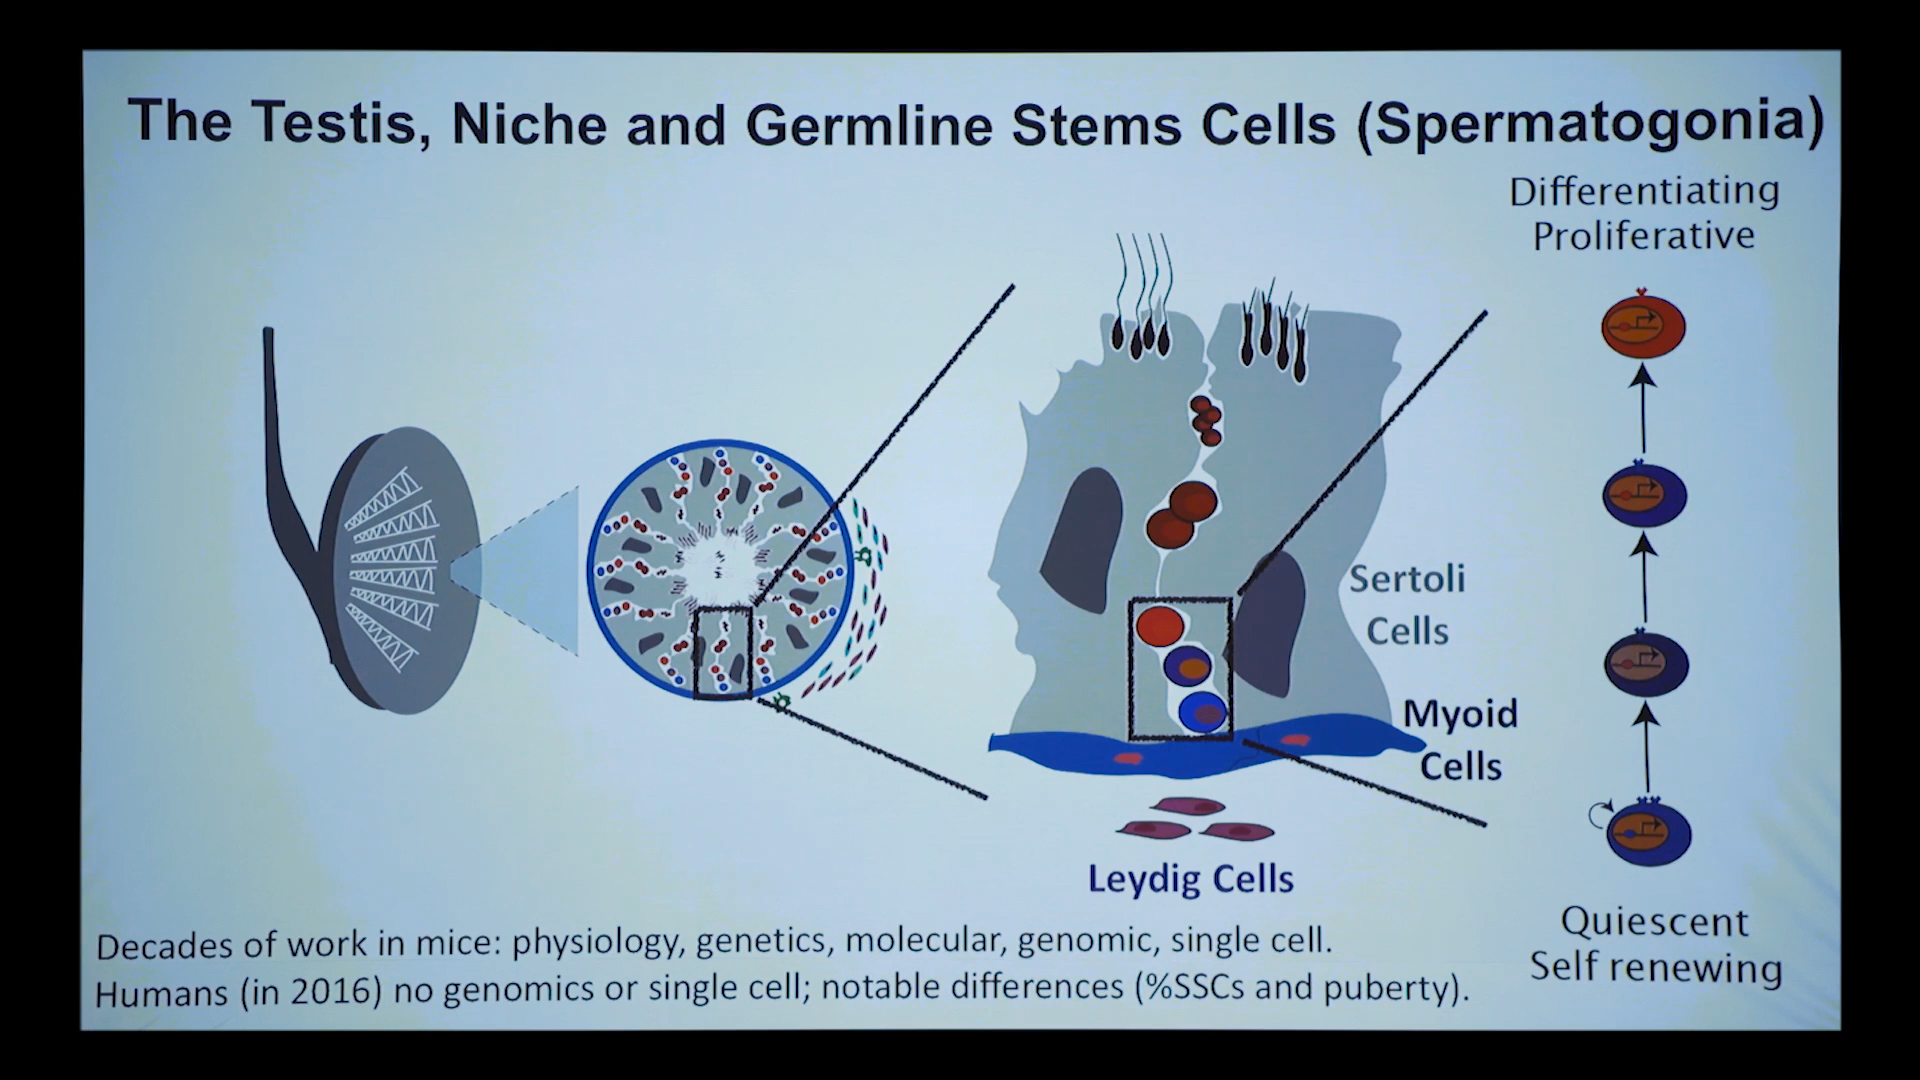 The Testis, Niche and Germline Stems Cells (Spermatogonia)
Differentiating
Proliferative
Sertoli
Cells
Myoid
Cells
Leydig Cells
Quiescent
Self renewing
Decades of work in mice: physiology, genetics, molecular, genomic, single cell.
Humans (in 2016) no genomics or single cell; notable differences (%SSCs and puberty).